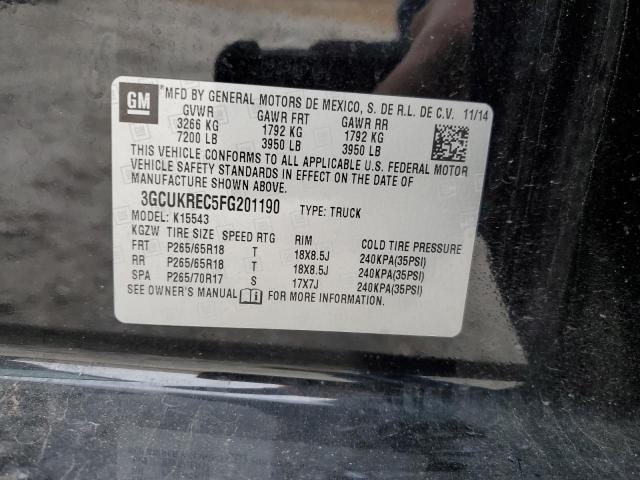 GM
*MFD BY GENERAL MOTORS DE MEXICO, S. DE R.L. DE C.V. 11/14
GVWR GAWR FRT GAWR RR
3266 KG 1792 KG 1792 KG
7200 LB 3950 LB 3950 LB
THIS VEHICLE CONFORMS TO ALL APPLICABLE U.S. FEDERAL MOTOR
VEHICLE SAFETY STANDARDS IN EFFECT ON THE DATE OF
MANUFACTURE SHOWN ABOVE.
3GCUKREC5FG201190 TYPE: TRUCK
MODEL: K15543
KGZW TIRE SIZE SPEED RTG RIM COLD TIRE PRESSURE
FRT P265/65R18 T 18X8.5J 240KPA(35PSI)
RR P265/65R18 T 18X8.5J 240KPA(35PSI)
SPA P265/70R17 S 17X7J 240KPA(35PSI)
SEE OWNER'S MANUAL FOR MORE INFORMATION.